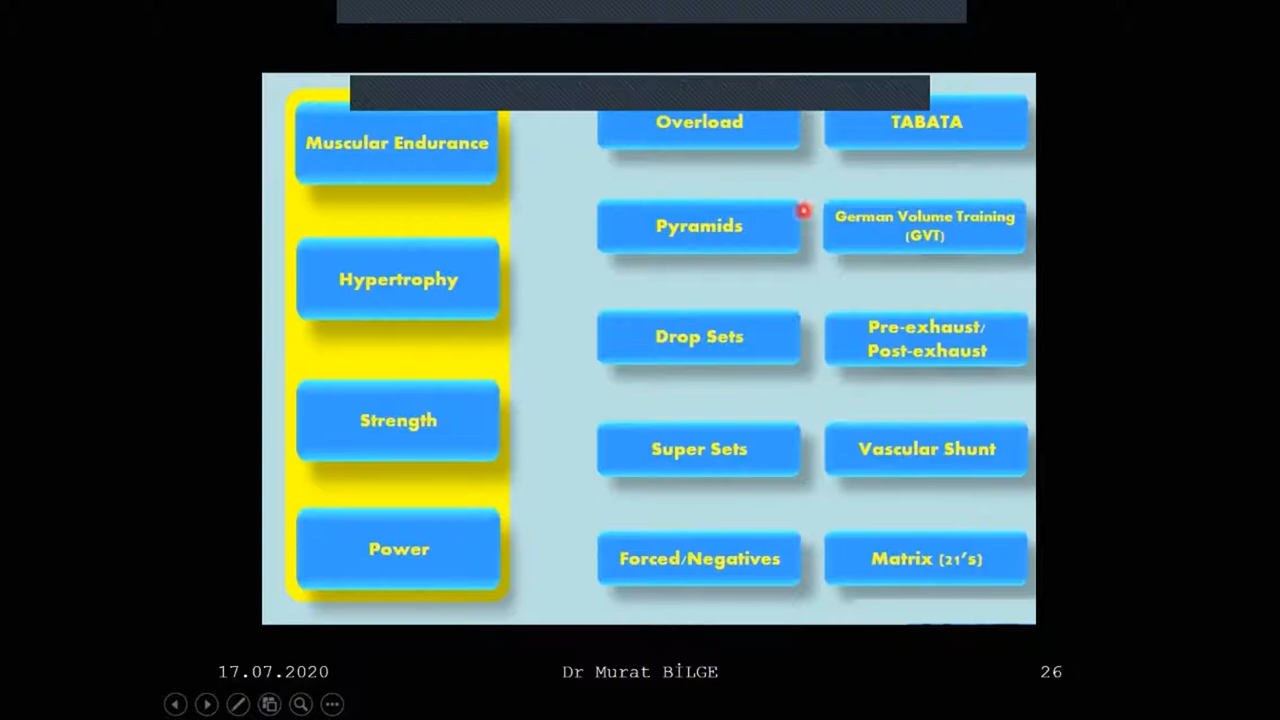 Muscular Endurance
Hypertrophy
Strength
Power
Overload
TABATA
Pyramids
German Volume Training
(GVT)
Drop Sets
Pre-exhaust/
Post-exhaust
Super Sets
Vascular Shunt
Forced/Negatives
Matrix (21's)
17.07.2020
Dr Murat BİLGE
26